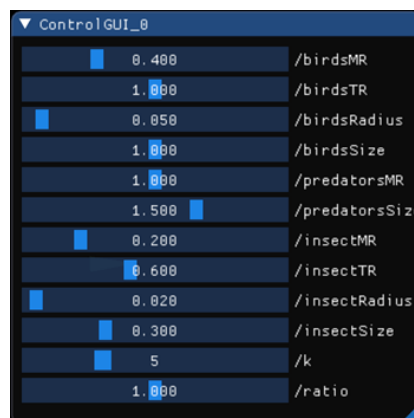 ControlGUI_0
0.400 /birdsMR
1.000 /birdsTR
0.050 /birdsRadius
1.000 /birdsSize
1.000 /predatorsMR
1.500 /predatorsSiz
0.200 /insectMR
0.600 /insectTR
0.020 /insectRadius
0.300 /insectSize
5 /k
1.000 /ratio